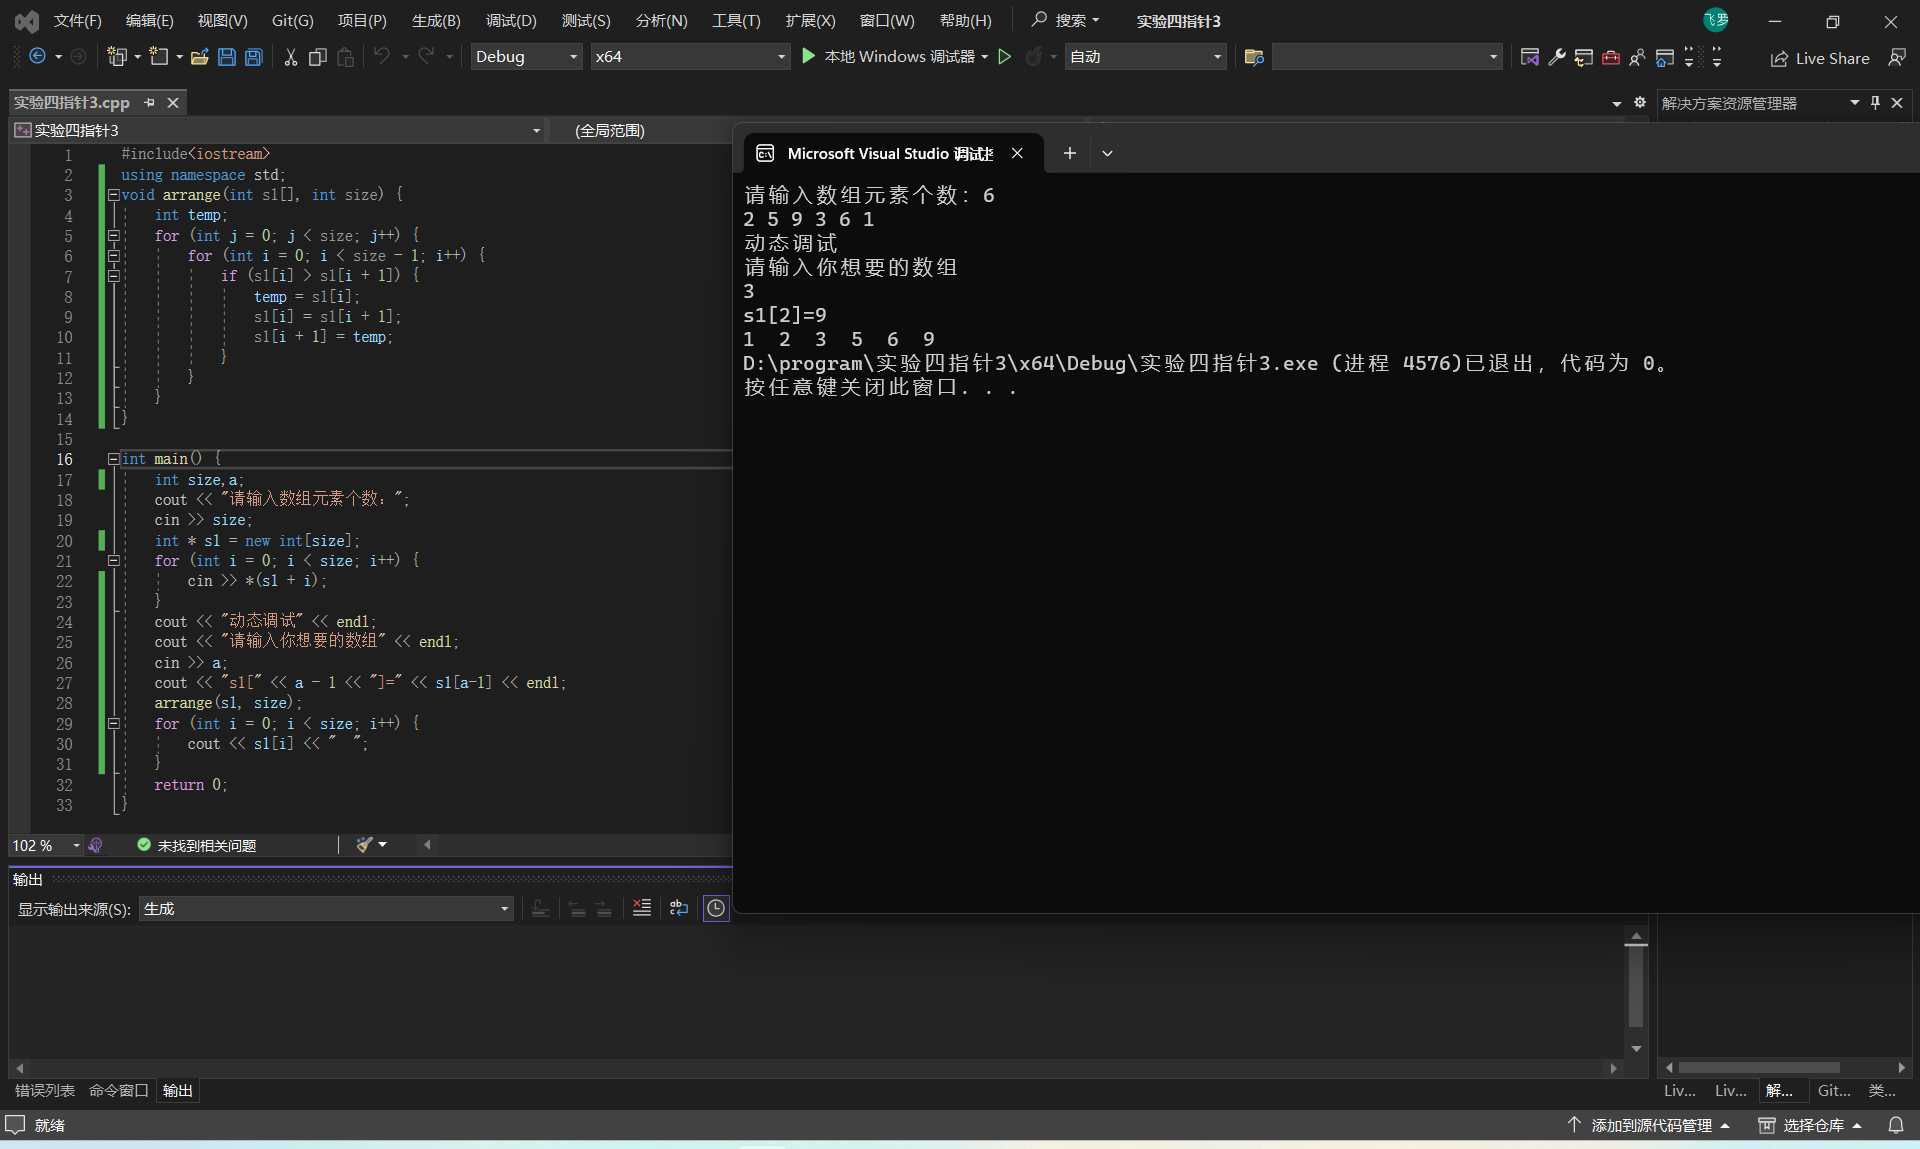 文件(F) 编辑(E) 视图(V) Git(G) 项目(P) 生成(B) 调试(D) 测试(S) 分析(N) 工具(T) 扩展(X) 窗口(W) 帮助(H) 搜索 实验四指针3 飞罗
Debug x64 本地 Windows 调试器 自动 Live Share
实验四指针3.cpp 解决方案资源管理器
实验四指针3 (全局范围)
1 #include<iostream>
2 using namespace std;
3 void arrange(int s1[], int size) {
4 int temp;
5 for (int j = 0; j < size; j++) {
6 for (int i = 0; i < size - 1; i++) {
7 if (s1[i] > s1[i + 1]) {
8 temp = s1[i];
9 s1[i] = s1[i + 1];
10 s1[i + 1] = temp;
11 }
12 }
13 }
14 }
15
16 int main() {
17 int size,a;
18 cout << "请输入数组元素个数：";
19 cin >> size;
20 int * s1 = new int[size];
21 for (int i = 0; i < size; i++) {
22 cin >> *(s1 + i);
23 }
24 cout << "动态调试" << endl;
25 cout << "请输入你想要的数组" << endl;
26 cin >> a;
27 cout << "s1[" << a - 1 << "]=" << s1[a-1] << endl;
28 arrange(s1, size);
29 for (int i = 0; i < size; i++) {
30 cout << s1[i] << "  ";
31 }
32 return 0;
33 }
Microsoft Visual Studio 调试
请输入数组元素个数：6
2 5 9 3 6 1
动态调试
请输入你想要的数组
3
s1[2]=9
1  2  3  5  6  9
D:\program\实验四指针3\x64\Debug\实验四指针3.exe (进程 4576)已退出，代码为 0。
按任意键关闭此窗口. . .
102 % 未找到相关问题
输出
显示输出来源(S): 生成
错误列表 命令窗口 输出 Liv... Liv... 解... Git... 类...
就绪 添加到源代码管理 选择仓库